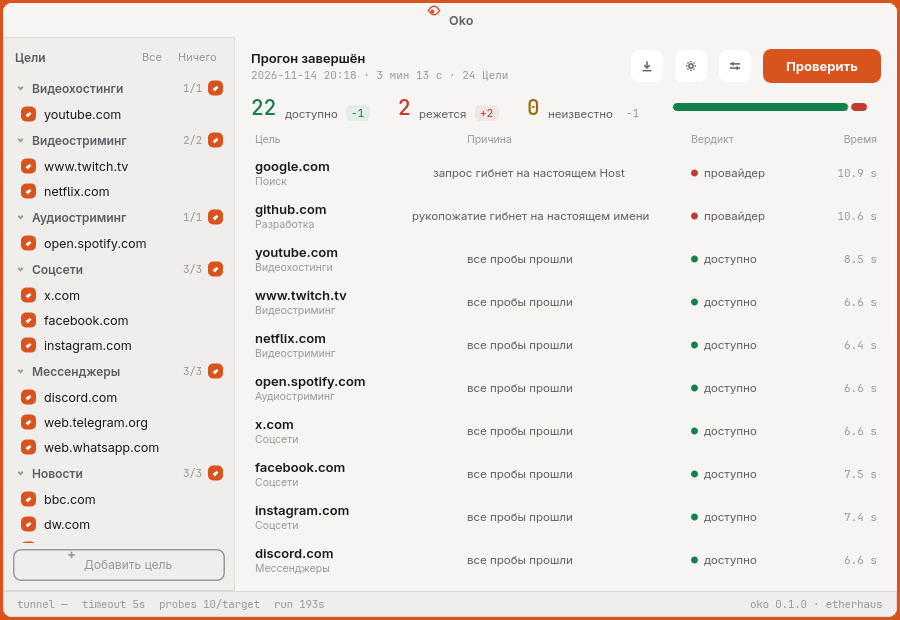 Oko
Цели Все Ничего
Видеохостинги 1/1
youtube.com
Видеостриминг 2/2
www.twitch.tv
netflix.com
Аудиостриминг 1/1
open.spotify.com
Соцсети 3/3
x.com
facebook.com
instagram.com
Мессенджеры 3/3
discord.com
web.telegram.org
web.whatsapp.com
Новости 3/3
bbc.com
dw.com
+ Добавить цель
Прогон завершён
2026-11-14 20:18 · 3 мин 13 с · 24 Цели
Проверить
22 доступно -1 2 режется +2 0 неизвестно -1
Цель Причина Вердикт Время
google.com
Поиск
запрос гибнет на настоящем Host провайдер 10.9 s
github.com
Разработка
рукопожатие гибнет на настоящем имени провайдер 10.6 s
youtube.com
Видеохостинги
все пробы прошли доступно 8.5 s
www.twitch.tv
Видеостриминг
все пробы прошли доступно 6.6 s
netflix.com
Видеостриминг
все пробы прошли доступно 6.4 s
open.spotify.com
Аудиостриминг
все пробы прошли доступно 6.6 s
x.com
Соцсети
все пробы прошли доступно 6.6 s
facebook.com
Соцсети
все пробы прошли доступно 7.5 s
instagram.com
Соцсети
все пробы прошли доступно 7.4 s
discord.com
Мессенджеры
все пробы прошли доступно 6.6 s
tunnel — timeout 5s probes 10/target run 193s
oko 0.1.0 · etherhaus